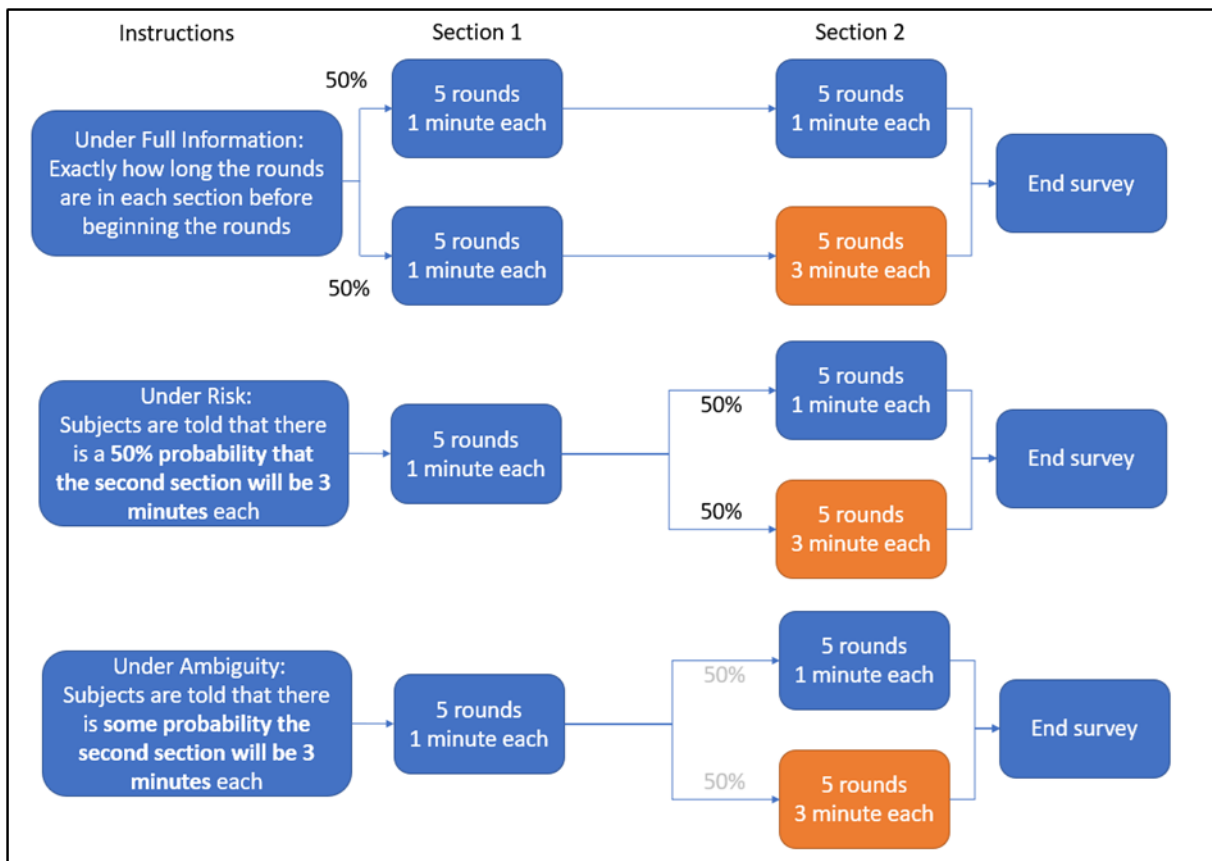 Instructions
Section 1
Section 2
Under Full Information:
Exactly how long the rounds
are in each section before
beginning the rounds
50%
50%
5 rounds
1 minute each
5 rounds
1 minute each
5 rounds
1 minute each
5 rounds
3 minute each
End survey
Under Risk:
Subjects are told that there
is a 50% probability that
the second section will be 3
minutes each
5 rounds
1 minute each
50%
50%
5 rounds
1 minute each
5 rounds
3 minute each
End survey
Under Ambiguity:
Subjects are told that there
is some probability the
second section will be 3
minutes each
5 rounds
1 minute each
50%
50%
5 rounds
1 minute each
5 rounds
3 minute each
End survey